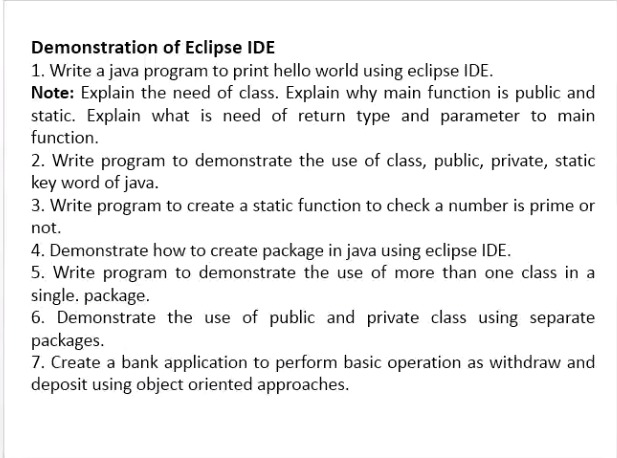 Demonstration of Eclipse IDE
1. Write a java program to print hello world using eclipse IDE.
Note: Explain the need of class. Explain why main function is public and
static. Explain what is need of return type and parameter to main
function.
2. Write program to demonstrate the use of class, public, private, static
key word of java.
3. Write program to create a static function to check a number is prime or
not.
4. Demonstrate how to create package in java using eclipse IDE.
5. Write program to demonstrate the use of more than one class in a
single. package.
6. Demonstrate the use of public and private class using separate
packages.
7. Create a bank application to perform basic operation as withdraw and
deposit using object oriented approaches.